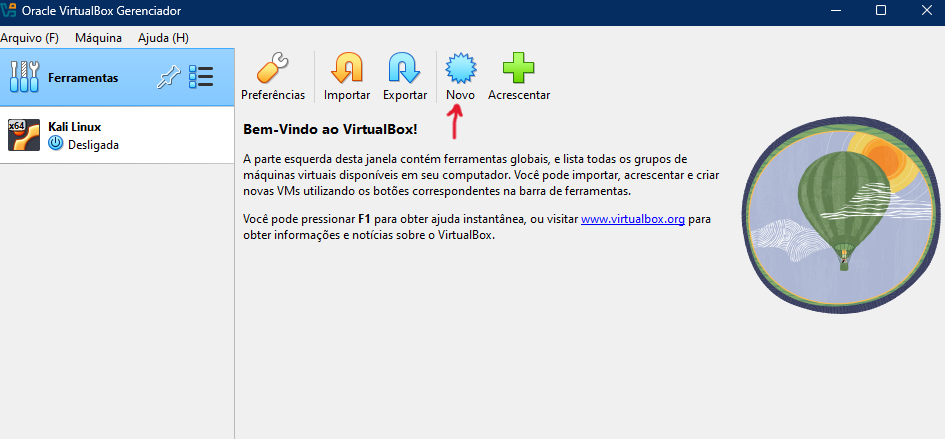 Oracle VirtualBox Gerenciador
Arquivo (F) Máquina Ajuda (H)
Ferramentas
Preferências Importar Exportar Novo Acrescentar
x64
Kali Linux
Desligada
Bem-Vindo ao VirtualBox!
A parte esquerda desta janela contém ferramentas globais, e lista todas os grupos de
máquinas virtuais disponíveis em seu computador. Você pode importar, acrescentar e criar
novas VMs utilizando os botões correspondentes na barra de ferramentas.
Você pode pressionar F1 para obter ajuda instantânea, ou visitar www.virtualbox.org para
obter informações e notícias sobre o VirtualBox.